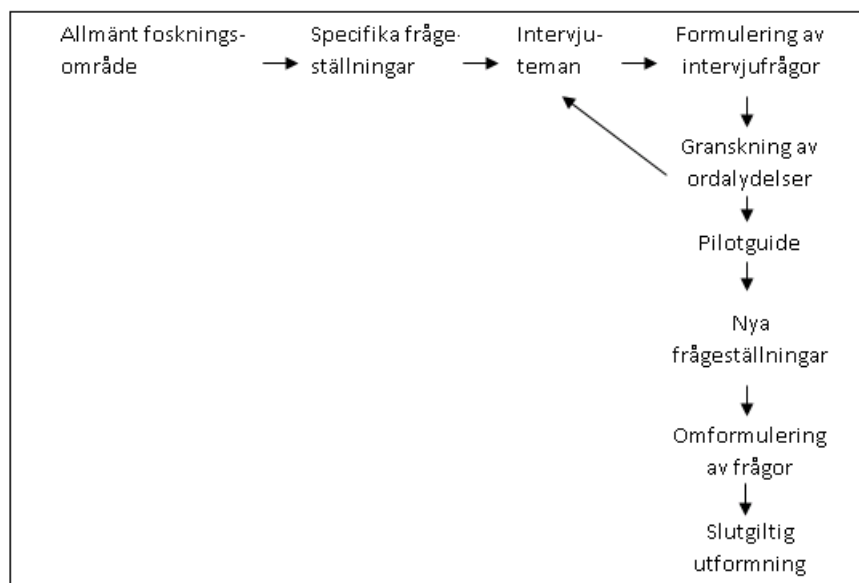 Allmänt fosknings-
område
Specifika fråge-
ställningar
Intervju-
teman
Formulering av
intervjufrågor
Granskning av
ordalydelser
Pilotguide
Nya
frågeställningar
Omformulering
av frågor
Slutgiltig
utformning